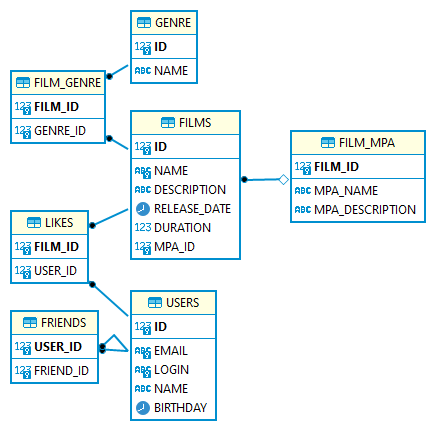 GENRE
123 ID
ABC NAME
FILM_GENRE
123 FILM_ID
123 GENRE_ID
FILMS
123 ID
ABC NAME
ABC DESCRIPTION
RELEASE_DATE
123 DURATION
123 MPA_ID
FILM_MPA
123 FILM_ID
ABC MPA_NAME
ABC MPA_DESCRIPTION
LIKES
123 FILM_ID
123 USER_ID
USERS
123 ID
ABC EMAIL
ABC LOGIN
ABC NAME
BIRTHDAY
FRIENDS
123 USER_ID
123 FRIEND_ID